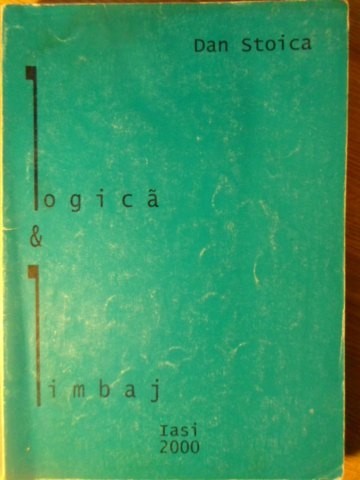 Dan Stoica
logicã
&
limbaj
Iasi
2000